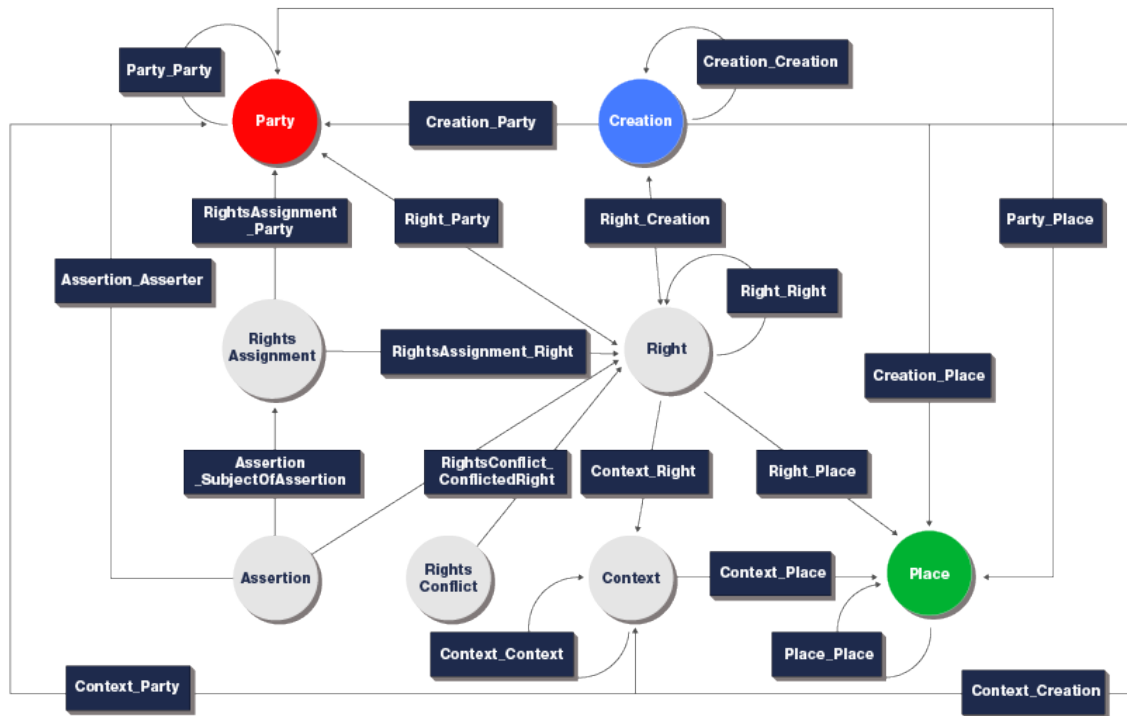 Party_Party
Creation_Creation
Party
Creation_Party
Creation
RightsAssignment
_Party
Right_Party
Right_Creation
Party_Place
Assertion_Asserter
Right_Right
Rights
Assignment
RightsAssignment_Right
Right
Creation_Place
Assertion
_SubjectOfAssertion
RightsConflict_
ConflictedRight
Context_Right
Right_Place
Assertion
Rights
Conflict
Context
Context_Place
Place
Context_Context
Place_Place
Context_Party
Context_Creation